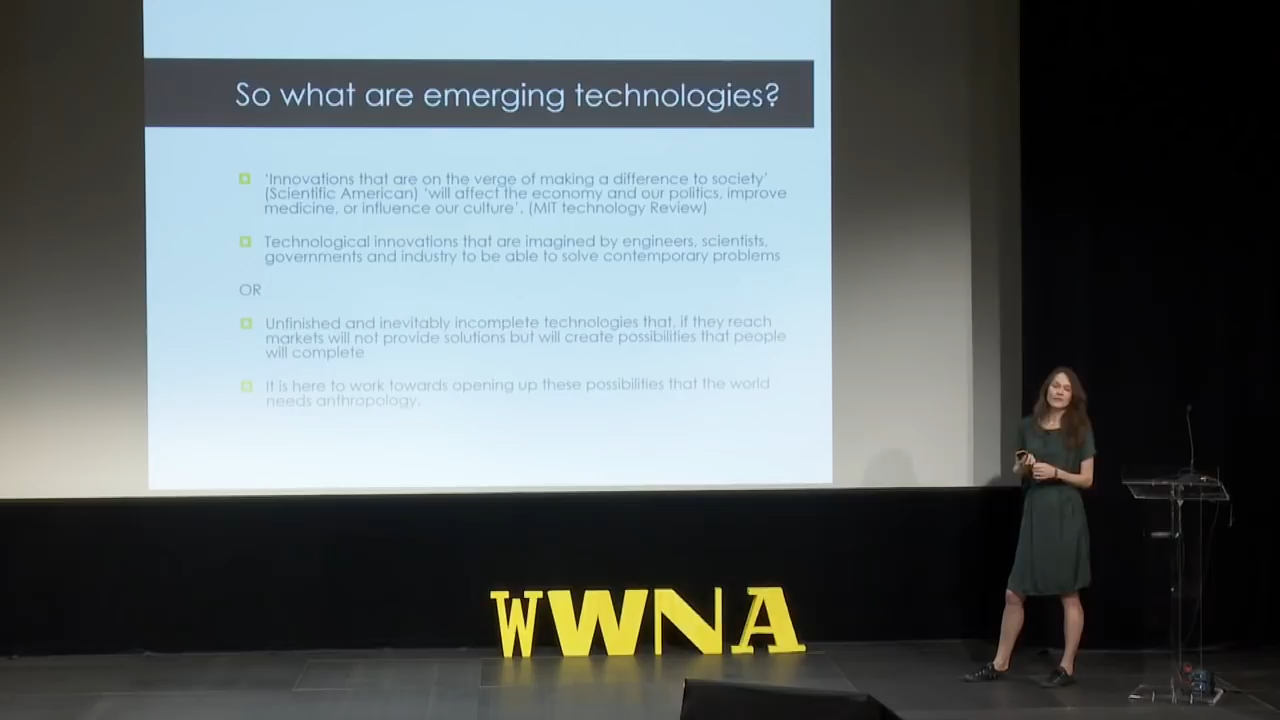 So what are emerging technologies?
'Innovations that are on the verge of making a difference to society'
(Scientific American) 'will affect the economy and our politics, improve
medicine, or influence our culture'. (MIT technology Review)
Technological innovations that are imagined by engineers, scientists,
governments and industry to be able to solve contemporary problems
OR
Unfinished and inevitably incomplete technologies that, if they reach
markets will not provide solutions but will create possibilities that people
will complete
It is here to work towards opening up these possibilities that the world
needs anthropology.
WWNA